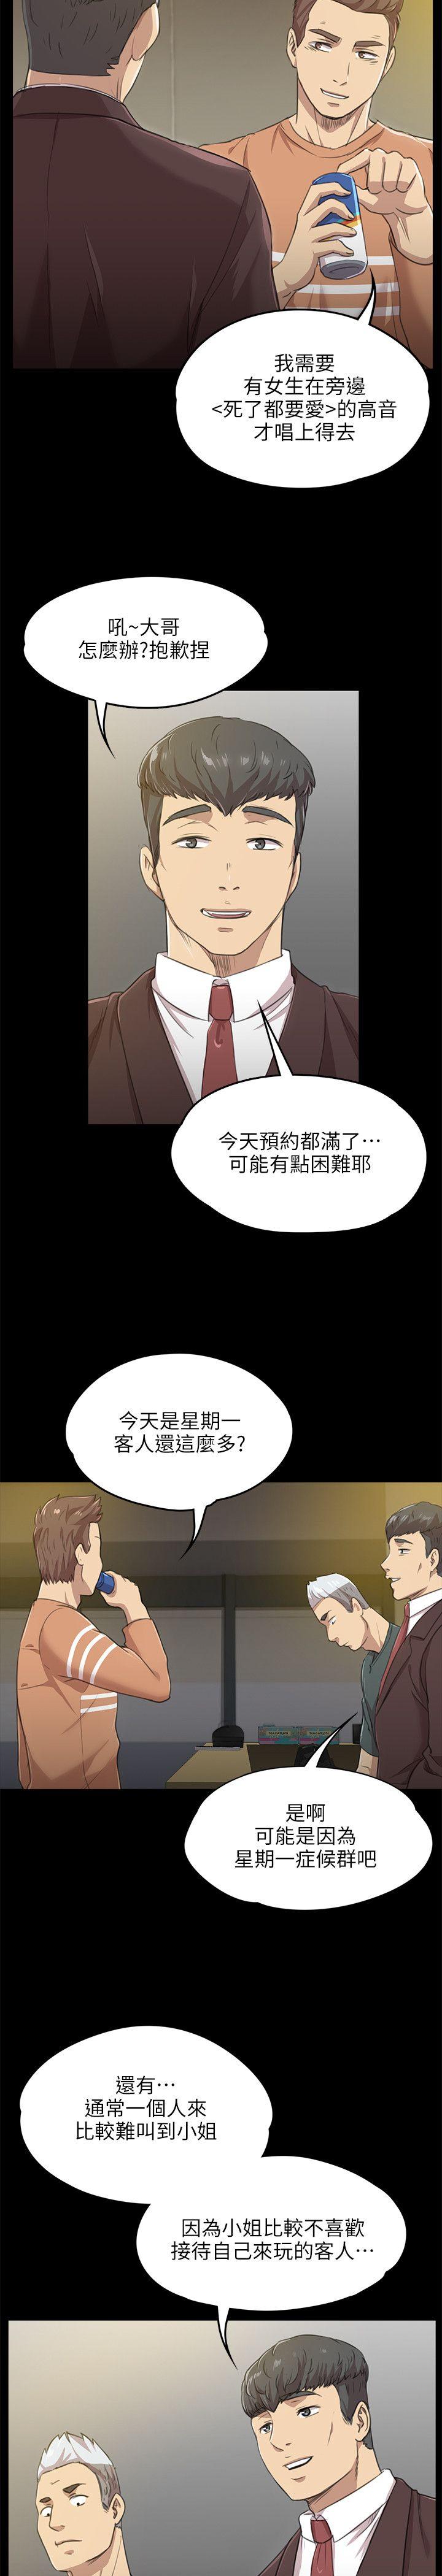 我需要
有女生在旁邊
<死了都要愛>的高音
才唱上得去
吼~大哥
怎麼辦?抱歉捏
今天預約都滿了…
可能有點困難耶
今天是星期一
客人還這麼多?
是啊
可能是因為
星期一症候群吧
還有…
通常一個人來
比較難叫到小姐
因為小姐比較不喜歡
接待自己來玩的客人…